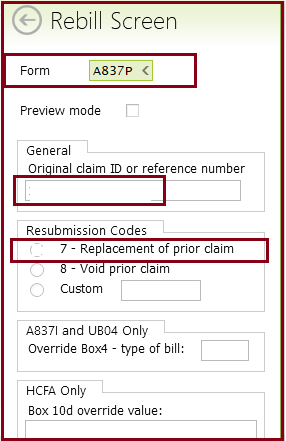 Rebill Screen
Form A837P <
Preview mode
General
Original claim ID or reference number
Resubmission Codes
7 - Replacement of prior claim
8 - Void prior claim
Custom
A837I and UB04 Only
Override Box4 - type of bill:
HCFA Only
Box 10d override value: